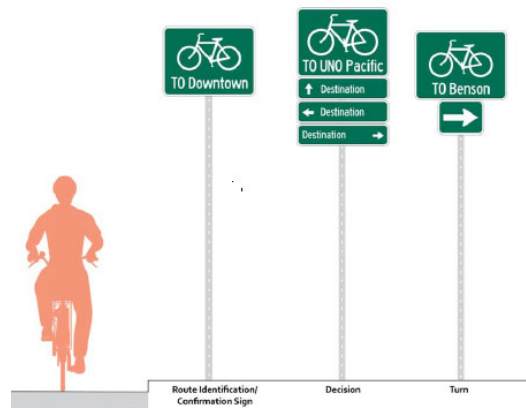 TO Downtown
TO UNO Pacific
Destination
Destination
Destination
TO Benson
Route Identification/
Confirmation Sign
Decision
Turn